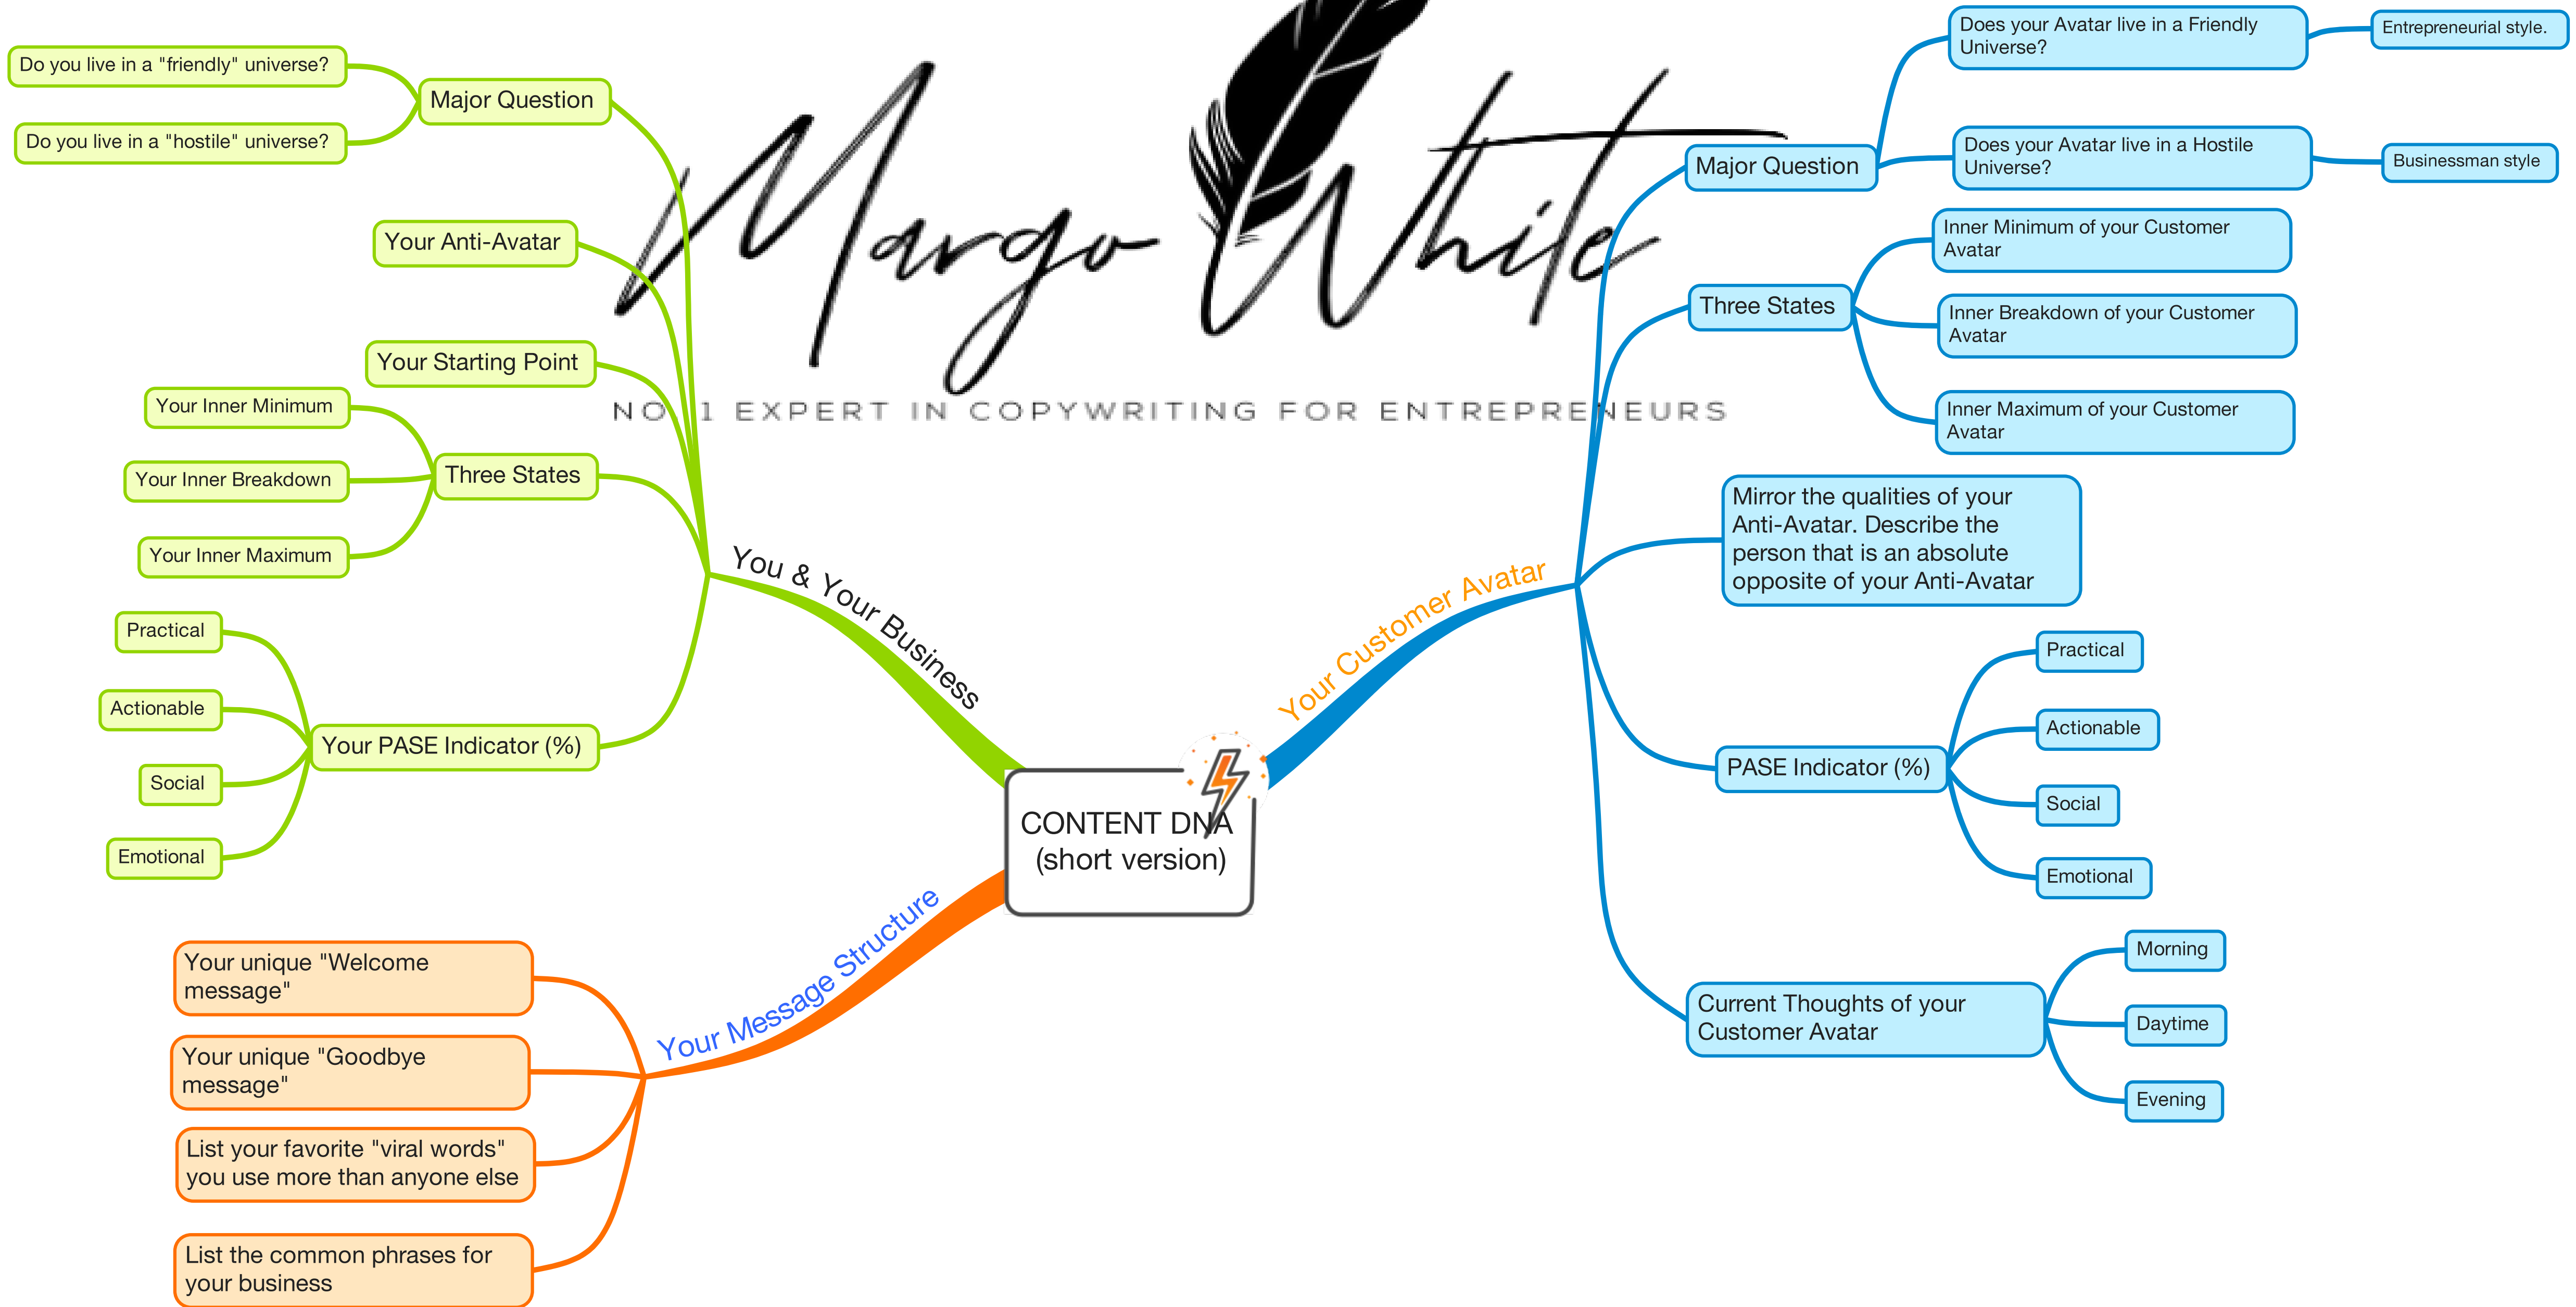 Margo White
NO. 1 EXPERT IN COPYWRITING FOR ENTREPRENEURS
CONTENT DNA
(short version)
You & Your Business
Major Question
Do you live in a "friendly" universe?
Do you live in a "hostile" universe?
Your Anti-Avatar
Your Starting Point
Three States
Your Inner Minimum
Your Inner Breakdown
Your Inner Maximum
Your PASE Indicator (%)
Practical
Actionable
Social
Emotional
Your Message Structure
Your unique "Welcome
message"
Your unique "Goodbye
message"
List your favorite "viral words"
you use more than anyone else
List the common phrases for
your business
Your Customer Avatar
Major Question
Does your Avatar live in a Friendly
Universe?
Entrepreneurial style.
Does your Avatar live in a Hostile
Universe?
Businessman style
Three States
Inner Minimum of your Customer
Avatar
Inner Breakdown of your Customer
Avatar
Inner Maximum of your Customer
Avatar
Mirror the qualities of your
Anti-Avatar. Describe the
person that is an absolute
opposite of your Anti-Avatar
PASE Indicator (%)
Practical
Actionable
Social
Emotional
Current Thoughts of your
Customer Avatar
Morning
Daytime
Evening